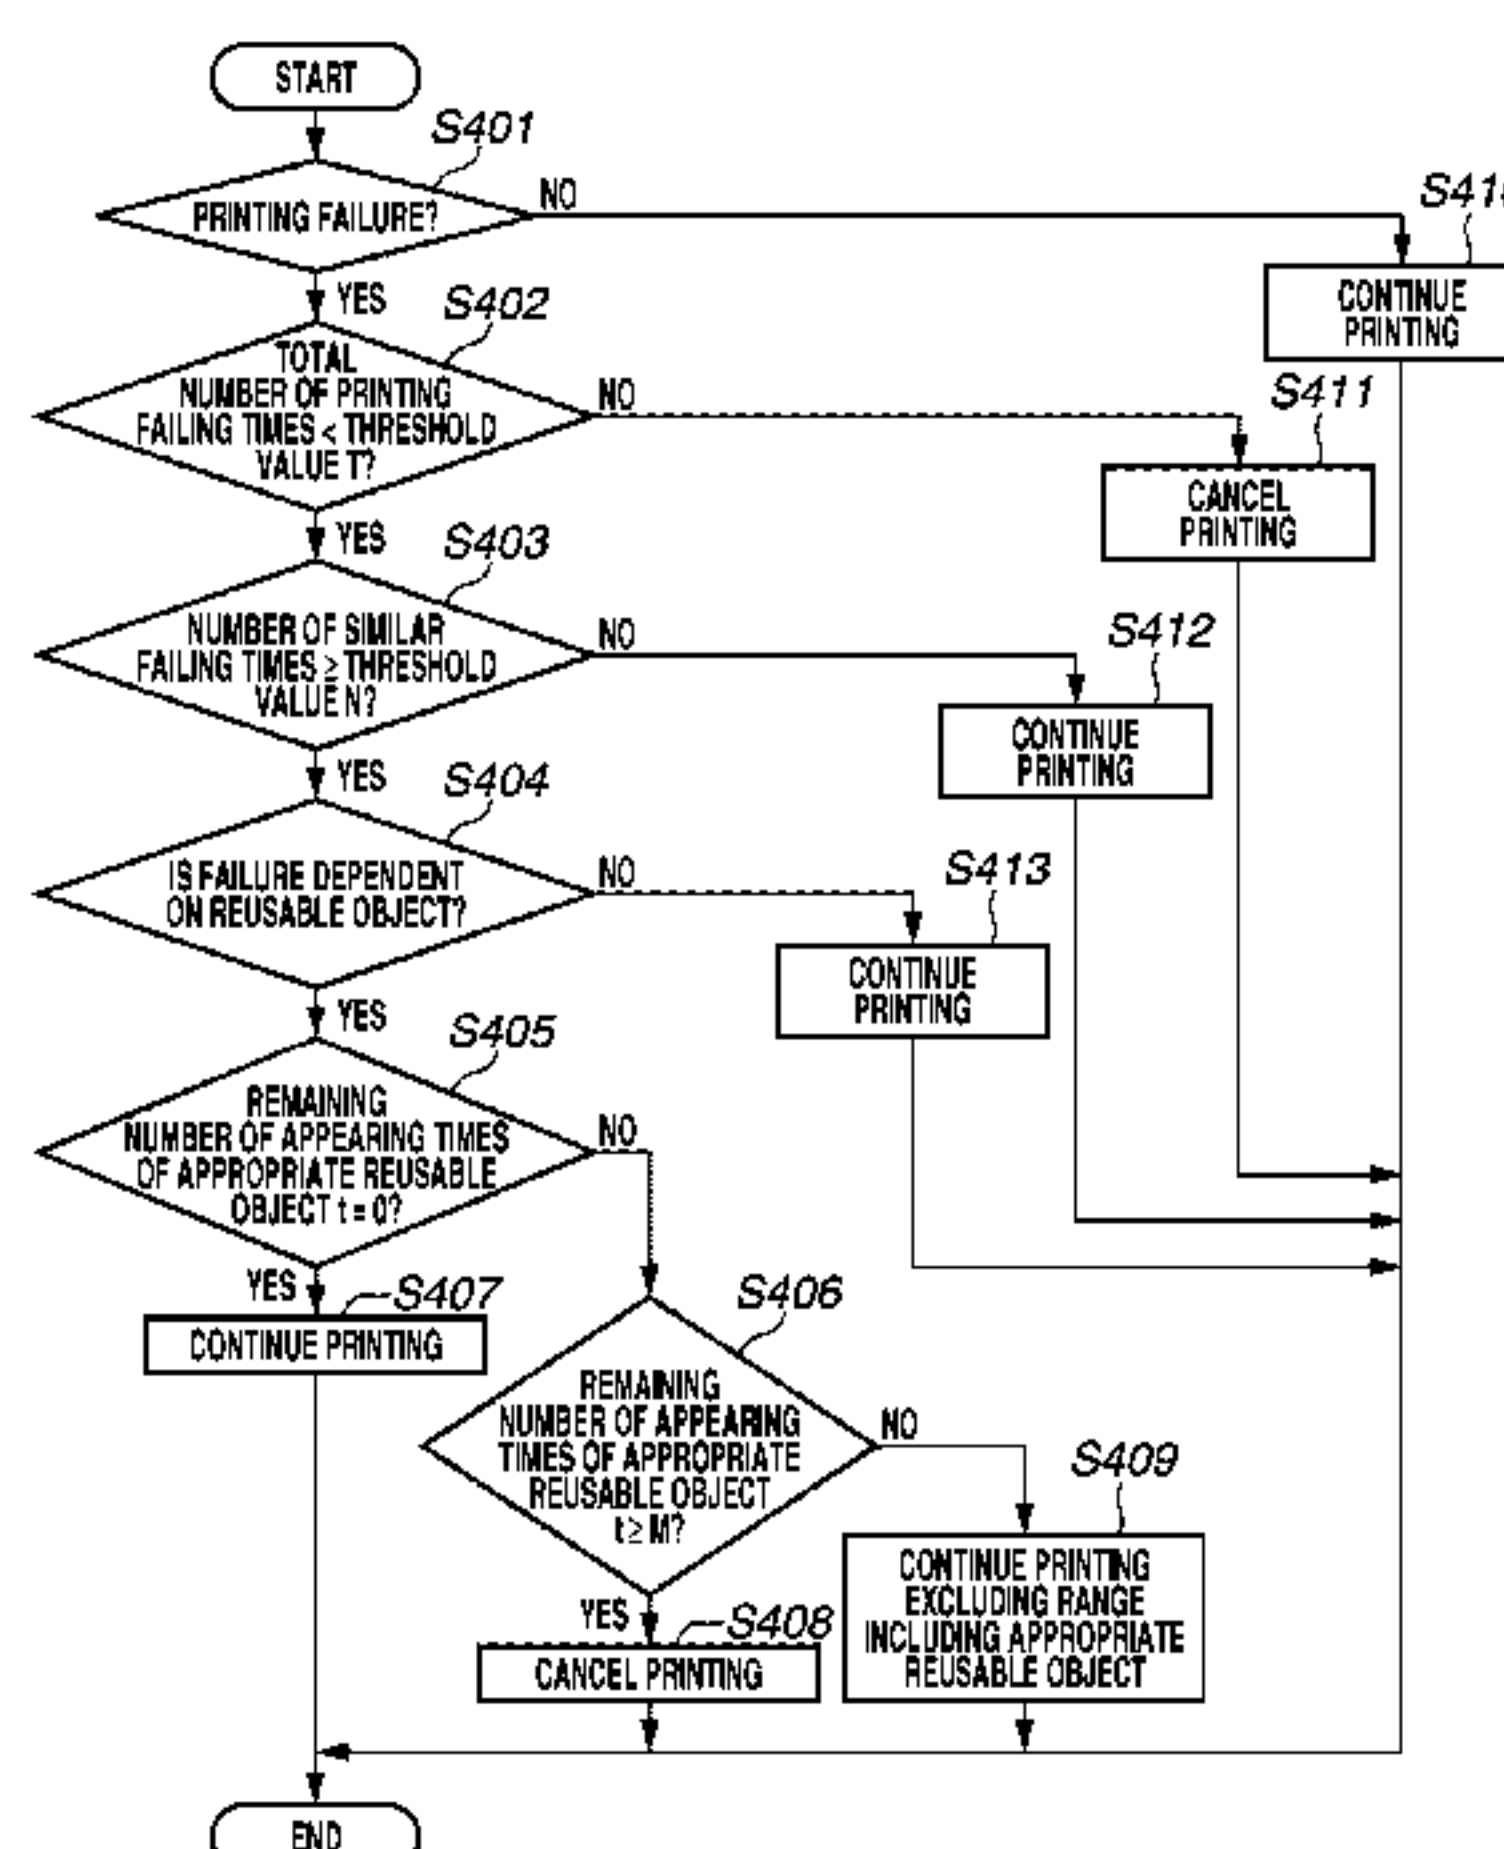 START
S401
PRINTING FAILURE?
NO
YES
CONTINUE
PRINTING
S402
TOTAL
NUMBER OF PRINTING
FAILING TIMES < THRESHOLD
VALUE T?
NO
YES
S411
CANCEL
PRINTING
S403
NUMBER OF SIMILAR
FAILING TIMES ≥ THRESHOLD
VALUE N?
NO
YES
S412
CONTINUE
PRINTING
S404
IS FAILURE DEPENDENT
ON REUSABLE OBJECT?
NO
YES
S413
CONTINUE
PRINTING
S405
REMAINING
NUMBER OF APPEARING TIMES
OF APPROPRIATE REUSABLE
OBJECT t = 0?
NO
YES
S407
CONTINUE PRINTING
S406
REMAINING
NUMBER OF APPEARING
TIMES OF APPROPRIATE
REUSABLE OBJECT
t ≥ M?
NO
YES
S408
CANCEL PRINTING
S409
CONTINUE PRINTING
EXCLUDING RANGE
INCLUDING APPROPRIATE
REUSABLE OBJECT
END